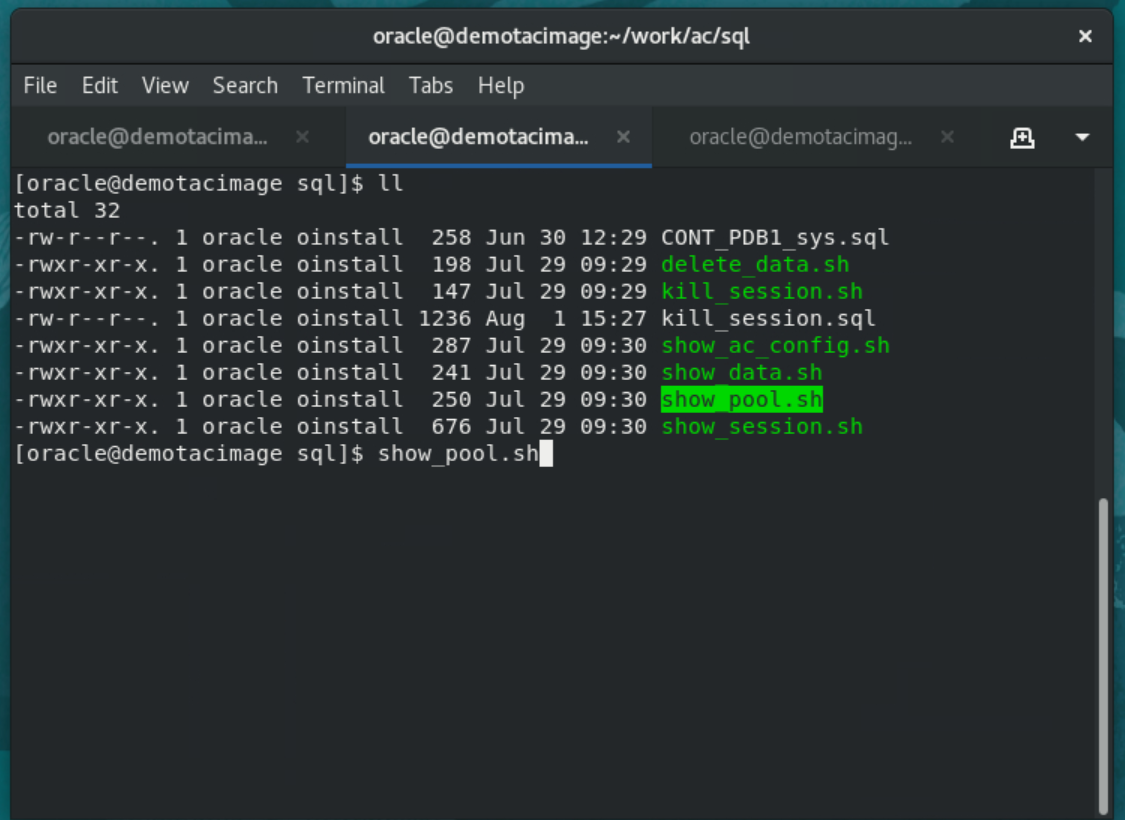 oracle@demotacimage:~/work/ac/sql ×
File Edit View Search Terminal Tabs Help
oracle@demotacima... × oracle@demotacima... × oracle@demotacimag... ×
[oracle@demotacimage sql]$ ll
total 32
-rw-r--r--. 1 oracle oinstall  258 Jun 30 12:29 CONT_PDB1_sys.sql
-rwxr-xr-x. 1 oracle oinstall  198 Jul 29 09:29 delete_data.sh
-rwxr-xr-x. 1 oracle oinstall  147 Jul 29 09:29 kill_session.sh
-rw-r--r--. 1 oracle oinstall 1236 Aug  1 15:27 kill_session.sql
-rwxr-xr-x. 1 oracle oinstall  287 Jul 29 09:30 show_ac_config.sh
-rwxr-xr-x. 1 oracle oinstall  241 Jul 29 09:30 show_data.sh
-rwxr-xr-x. 1 oracle oinstall  250 Jul 29 09:30 show_pool.sh
-rwxr-xr-x. 1 oracle oinstall  676 Jul 29 09:30 show_session.sh
[oracle@demotacimage sql]$ show_pool.sh